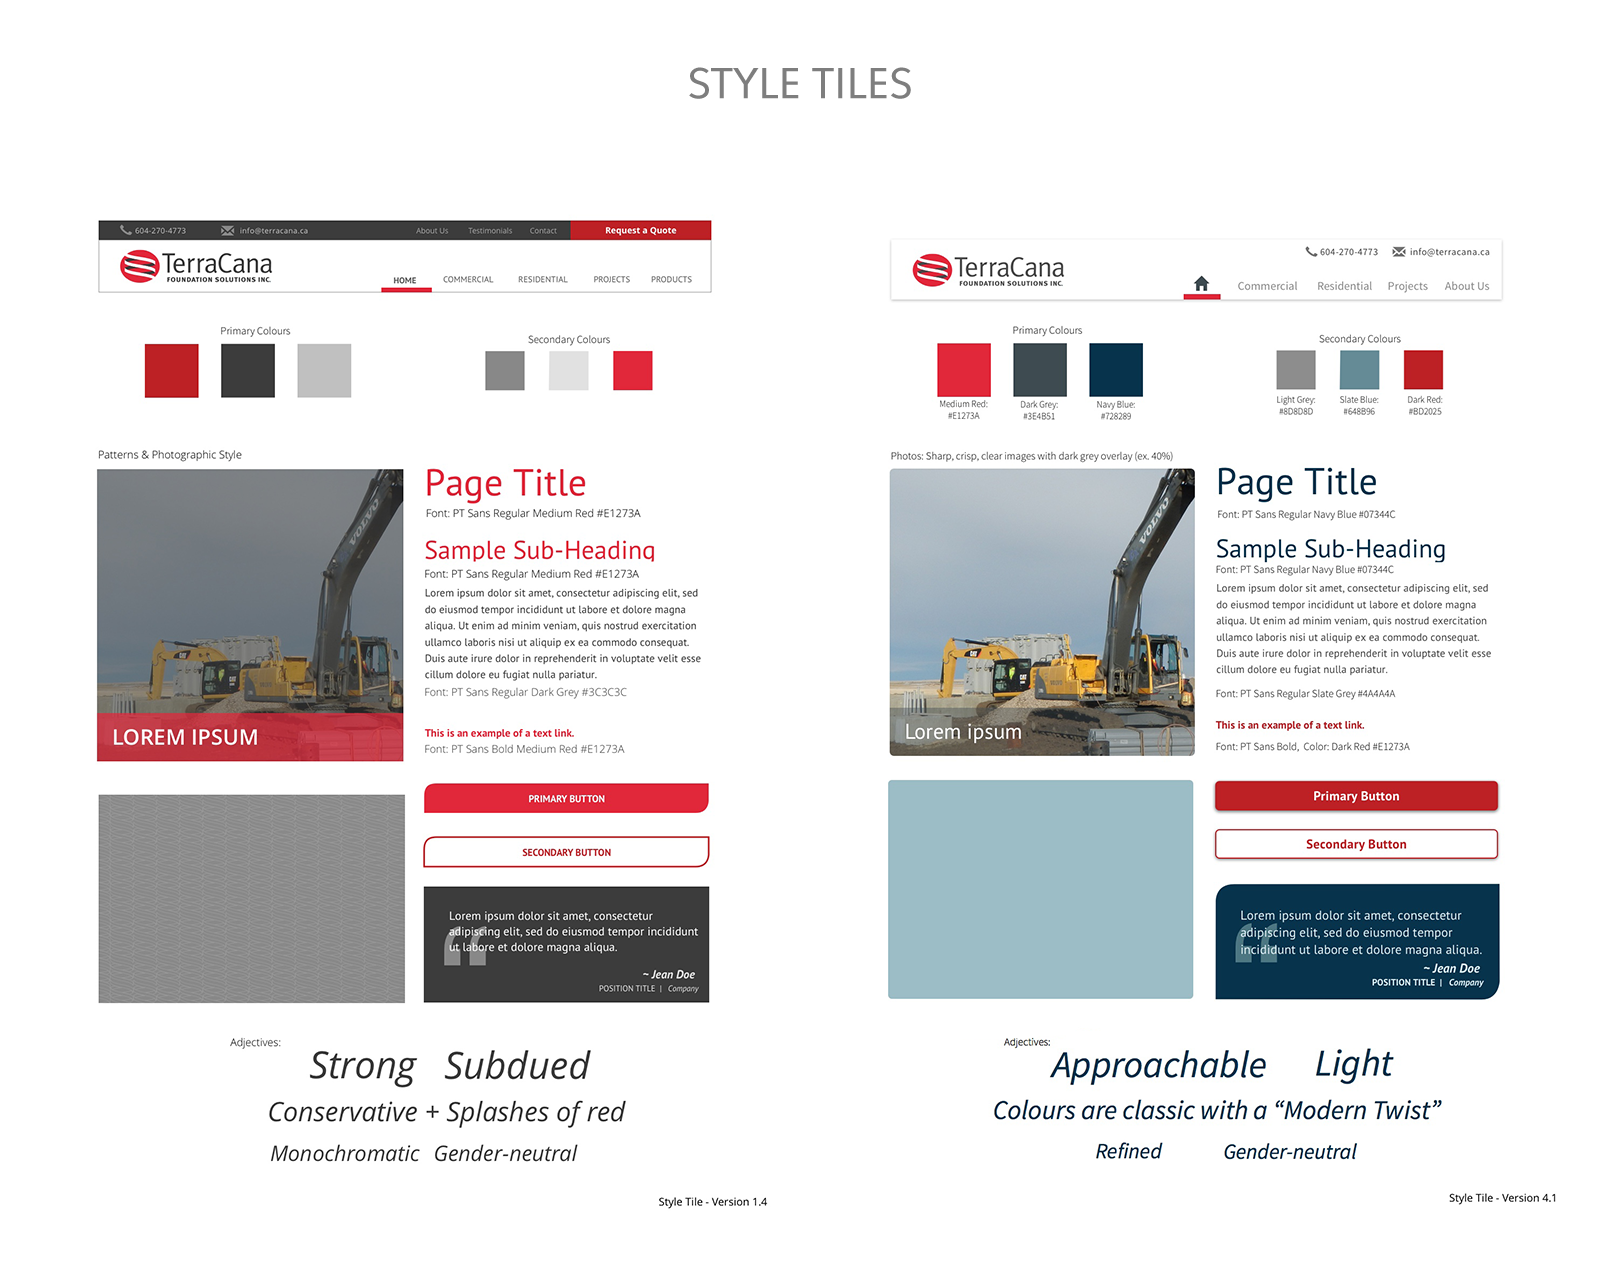 STYLE TILES
604-270-4773
info@terracana.ca
About Us
Testimonials
Contact
Request a Quote
TerraCana
FOUNDATION SOLUTIONS INC.
HOME
COMMERCIAL
RESIDENTIAL
PROJECTS
PRODUCTS
Primary Colours
Secondary Colours
Patterns & Photographic Style
VOLVO
CAT
LOREM IPSUM
Page Title
Font: PT Sans Regular Medium Red #E1273A
Sample Sub-Heading
Font: PT Sans Regular Medium Red #E1273A
Lorem ipsum dolor sit amet, consectetur adipiscing elit, sed
do eiusmod tempor incididunt ut labore et dolore magna
aliqua. Ut enim ad minim veniam, quis nostrud exercitation
ullamco laboris nisi ut aliquip ex ea commodo consequat.
Duis aute irure dolor in reprehenderit in voluptate velit esse
cillum dolore eu fugiat nulla pariatur.
Font: PT Sans Regular Dark Grey #3C3C3C
This is an example of a text link.
Font: PT Sans Bold Medium Red #E1273A
PRIMARY BUTTON
SECONDARY BUTTON
“
Lorem ipsum dolor sit amet, consectetur
adipiscing elit, sed do eiusmod tempor incididunt
ut labore et dolore magna aliqua.
~ Jean Doe
POSITION TITLE | Company
Adjectives:
Strong Subdued
Conservative + Splashes of red
Monochromatic Gender-neutral
Style Tile - Version 1.4
604-270-4773
info@terracana.ca
TerraCana
FOUNDATION SOLUTIONS INC.
Commercial
Residential
Projects
About Us
Primary Colours
Medium Red:
#E1273A
Dark Grey:
#3E4B51
Navy Blue:
#728289
Secondary Colours
Light Grey:
#8D8D8D
Slate Blue:
#648B96
Dark Red:
#BD2025
Photos: Sharp, crisp, clear images with dark grey overlay (ex. 40%)
VOLVO
CAT
Lorem ipsum
Page Title
Font: PT Sans Regular Navy Blue #07344C
Sample Sub-Heading
Font: PT Sans Regular Navy Blue #07344C
Lorem ipsum dolor sit amet, consectetur adipiscing elit, sed
do eiusmod tempor incididunt ut labore et dolore magna
aliqua. Ut enim ad minim veniam, quis nostrud exercitation
ullamco laboris nisi ut aliquip ex ea commodo consequat.
Duis aute irure dolor in reprehenderit in voluptate velit esse
cillum dolore eu fugiat nulla pariatur.
Font: PT Sans Regular Slate Grey #4A4A4A
This is an example of a text link.
Font: PT Sans Bold, Color: Dark Red #E1273A
Primary Button
Secondary Button
“
Lorem ipsum dolor sit amet, consectetur
adipiscing elit, sed do eiusmod tempor
incididunt ut labore et dolore magna aliqua.
~ Jean Doe
POSITION TITLE | Company
Adjectives:
Approachable Light
Colours are classic with a “Modern Twist”
Refined Gender-neutral
Style Tile - Version 4.1